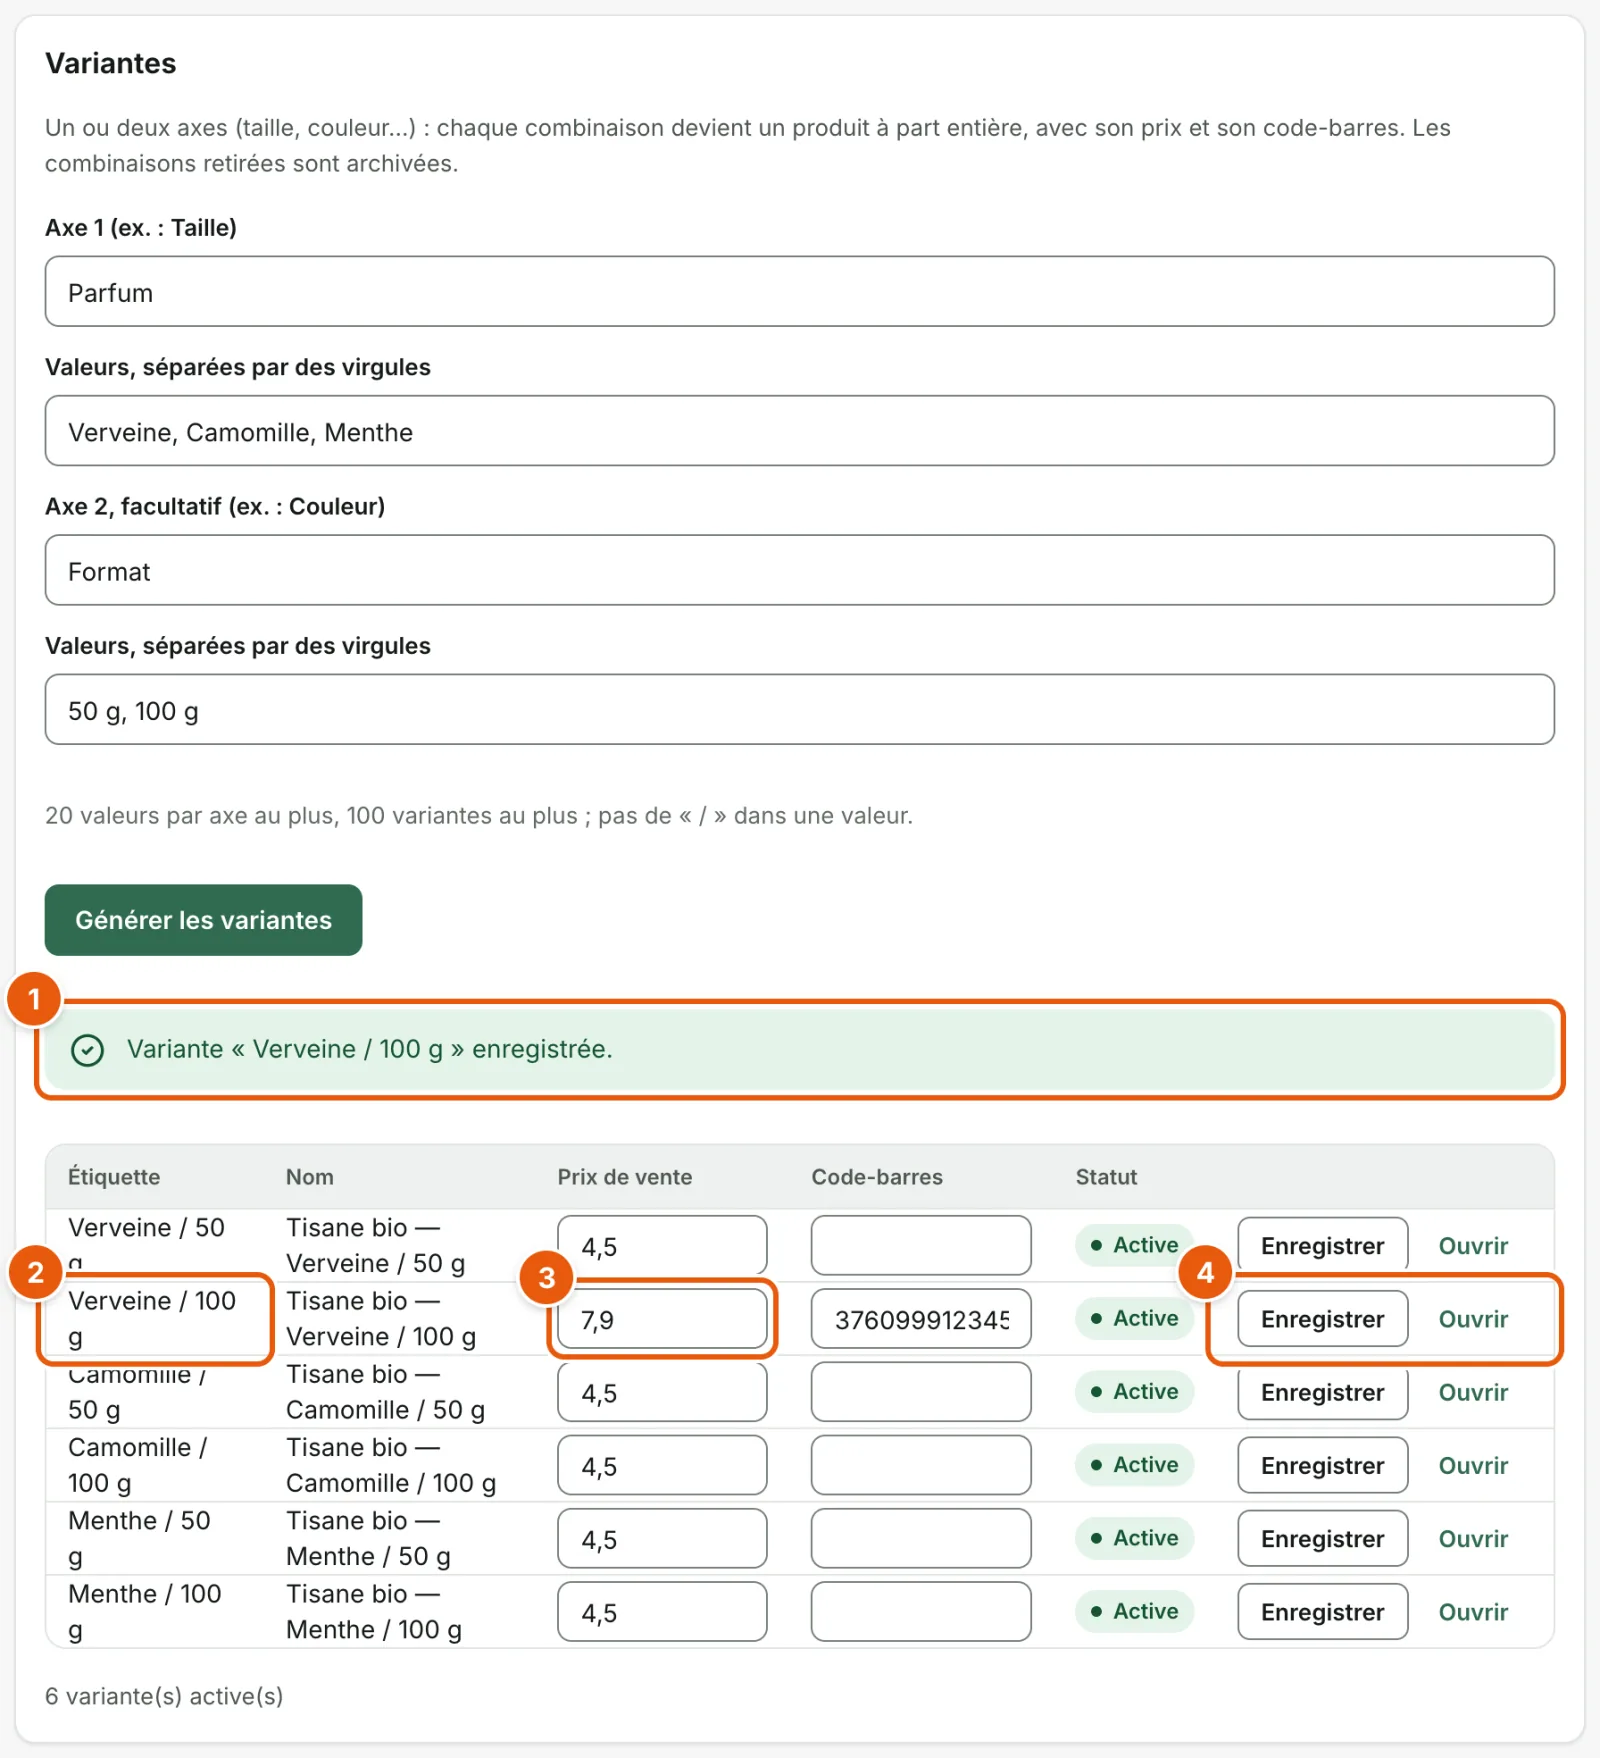 Variantes
Un ou deux axes (taille, couleur...) : chaque combinaison devient un produit à part entière, avec son prix et son code-barres. Les
combinaisons retirées sont archivées.
Axe 1 (ex. : Taille)
Parfum
Valeurs, séparées par des virgules
Verveine, Camomille, Menthe
Axe 2, facultatif (ex. : Couleur)
Format
Valeurs, séparées par des virgules
50 g, 100 g
20 valeurs par axe au plus, 100 variantes au plus ; pas de « / » dans une valeur.
Générer les variantes
1
Variante « Verveine / 100 g » enregistrée.
Étiquette Nom Prix de vente Code-barres Statut
Verveine / 50 g Tisane bio — Verveine / 50 g 4,5 Active Enregistrer Ouvrir
2 3 4
Verveine / 100 g Tisane bio — Verveine / 100 g 7,9 376099912345 Active Enregistrer Ouvrir
Camomille / 50 g Tisane bio — Camomille / 50 g 4,5 Active Enregistrer Ouvrir
Camomille / 100 g Tisane bio — Camomille / 100 g 4,5 Active Enregistrer Ouvrir
Menthe / 50 g Tisane bio — Menthe / 50 g 4,5 Active Enregistrer Ouvrir
Menthe / 100 g Tisane bio — Menthe / 100 g 4,5 Active Enregistrer Ouvrir
6 variante(s) active(s)